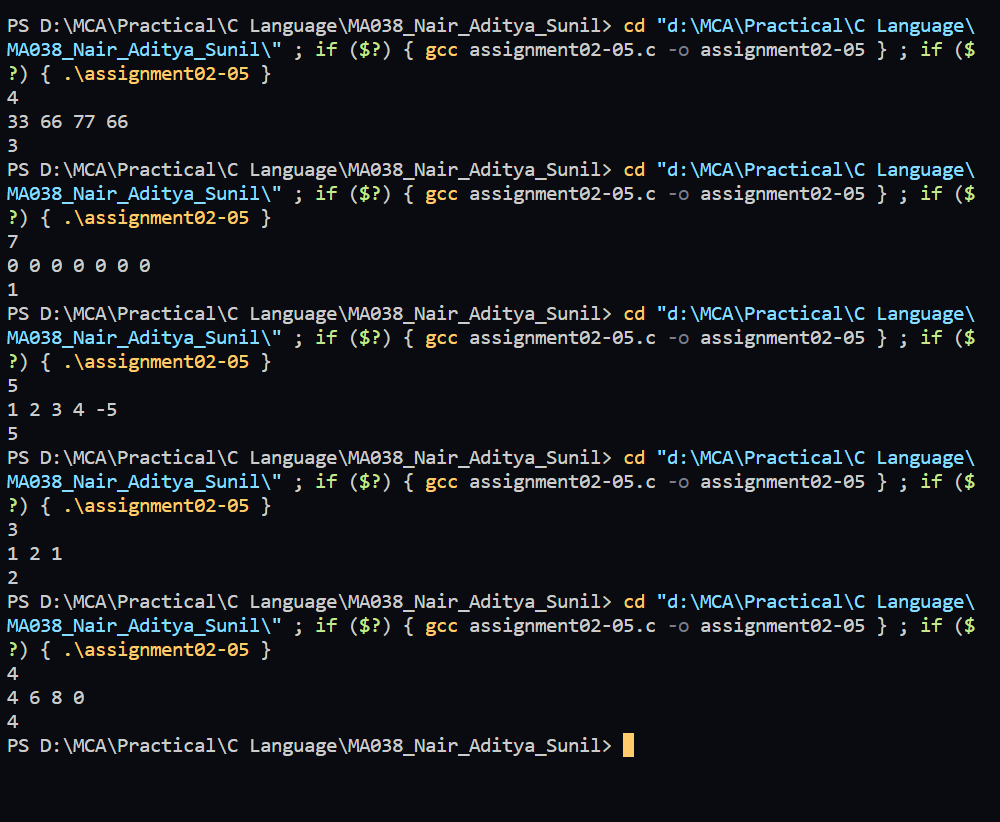 PS D:\MCA\Practical\C Language\MA038_Nair_Aditya_Sunil> cd "d:\MCA\Practical\C Language\
MA038_Nair_Aditya_Sunil\" ; if ($?) { gcc assignment02-05.c -o assignment02-05 } ; if ($
?) { .\assignment02-05 }
4
33 66 77 66
3
PS D:\MCA\Practical\C Language\MA038_Nair_Aditya_Sunil> cd "d:\MCA\Practical\C Language\
MA038_Nair_Aditya_Sunil\" ; if ($?) { gcc assignment02-05.c -o assignment02-05 } ; if ($
?) { .\assignment02-05 }
7
0 0 0 0 0 0 0
1
PS D:\MCA\Practical\C Language\MA038_Nair_Aditya_Sunil> cd "d:\MCA\Practical\C Language\
MA038_Nair_Aditya_Sunil\" ; if ($?) { gcc assignment02-05.c -o assignment02-05 } ; if ($
?) { .\assignment02-05 }
5
1 2 3 4 -5
5
PS D:\MCA\Practical\C Language\MA038_Nair_Aditya_Sunil> cd "d:\MCA\Practical\C Language\
MA038_Nair_Aditya_Sunil\" ; if ($?) { gcc assignment02-05.c -o assignment02-05 } ; if ($
?) { .\assignment02-05 }
3
1 2 1
2
PS D:\MCA\Practical\C Language\MA038_Nair_Aditya_Sunil> cd "d:\MCA\Practical\C Language\
MA038_Nair_Aditya_Sunil\" ; if ($?) { gcc assignment02-05.c -o assignment02-05 } ; if ($
?) { .\assignment02-05 }
4
4 6 8 0
4
PS D:\MCA\Practical\C Language\MA038_Nair_Aditya_Sunil>